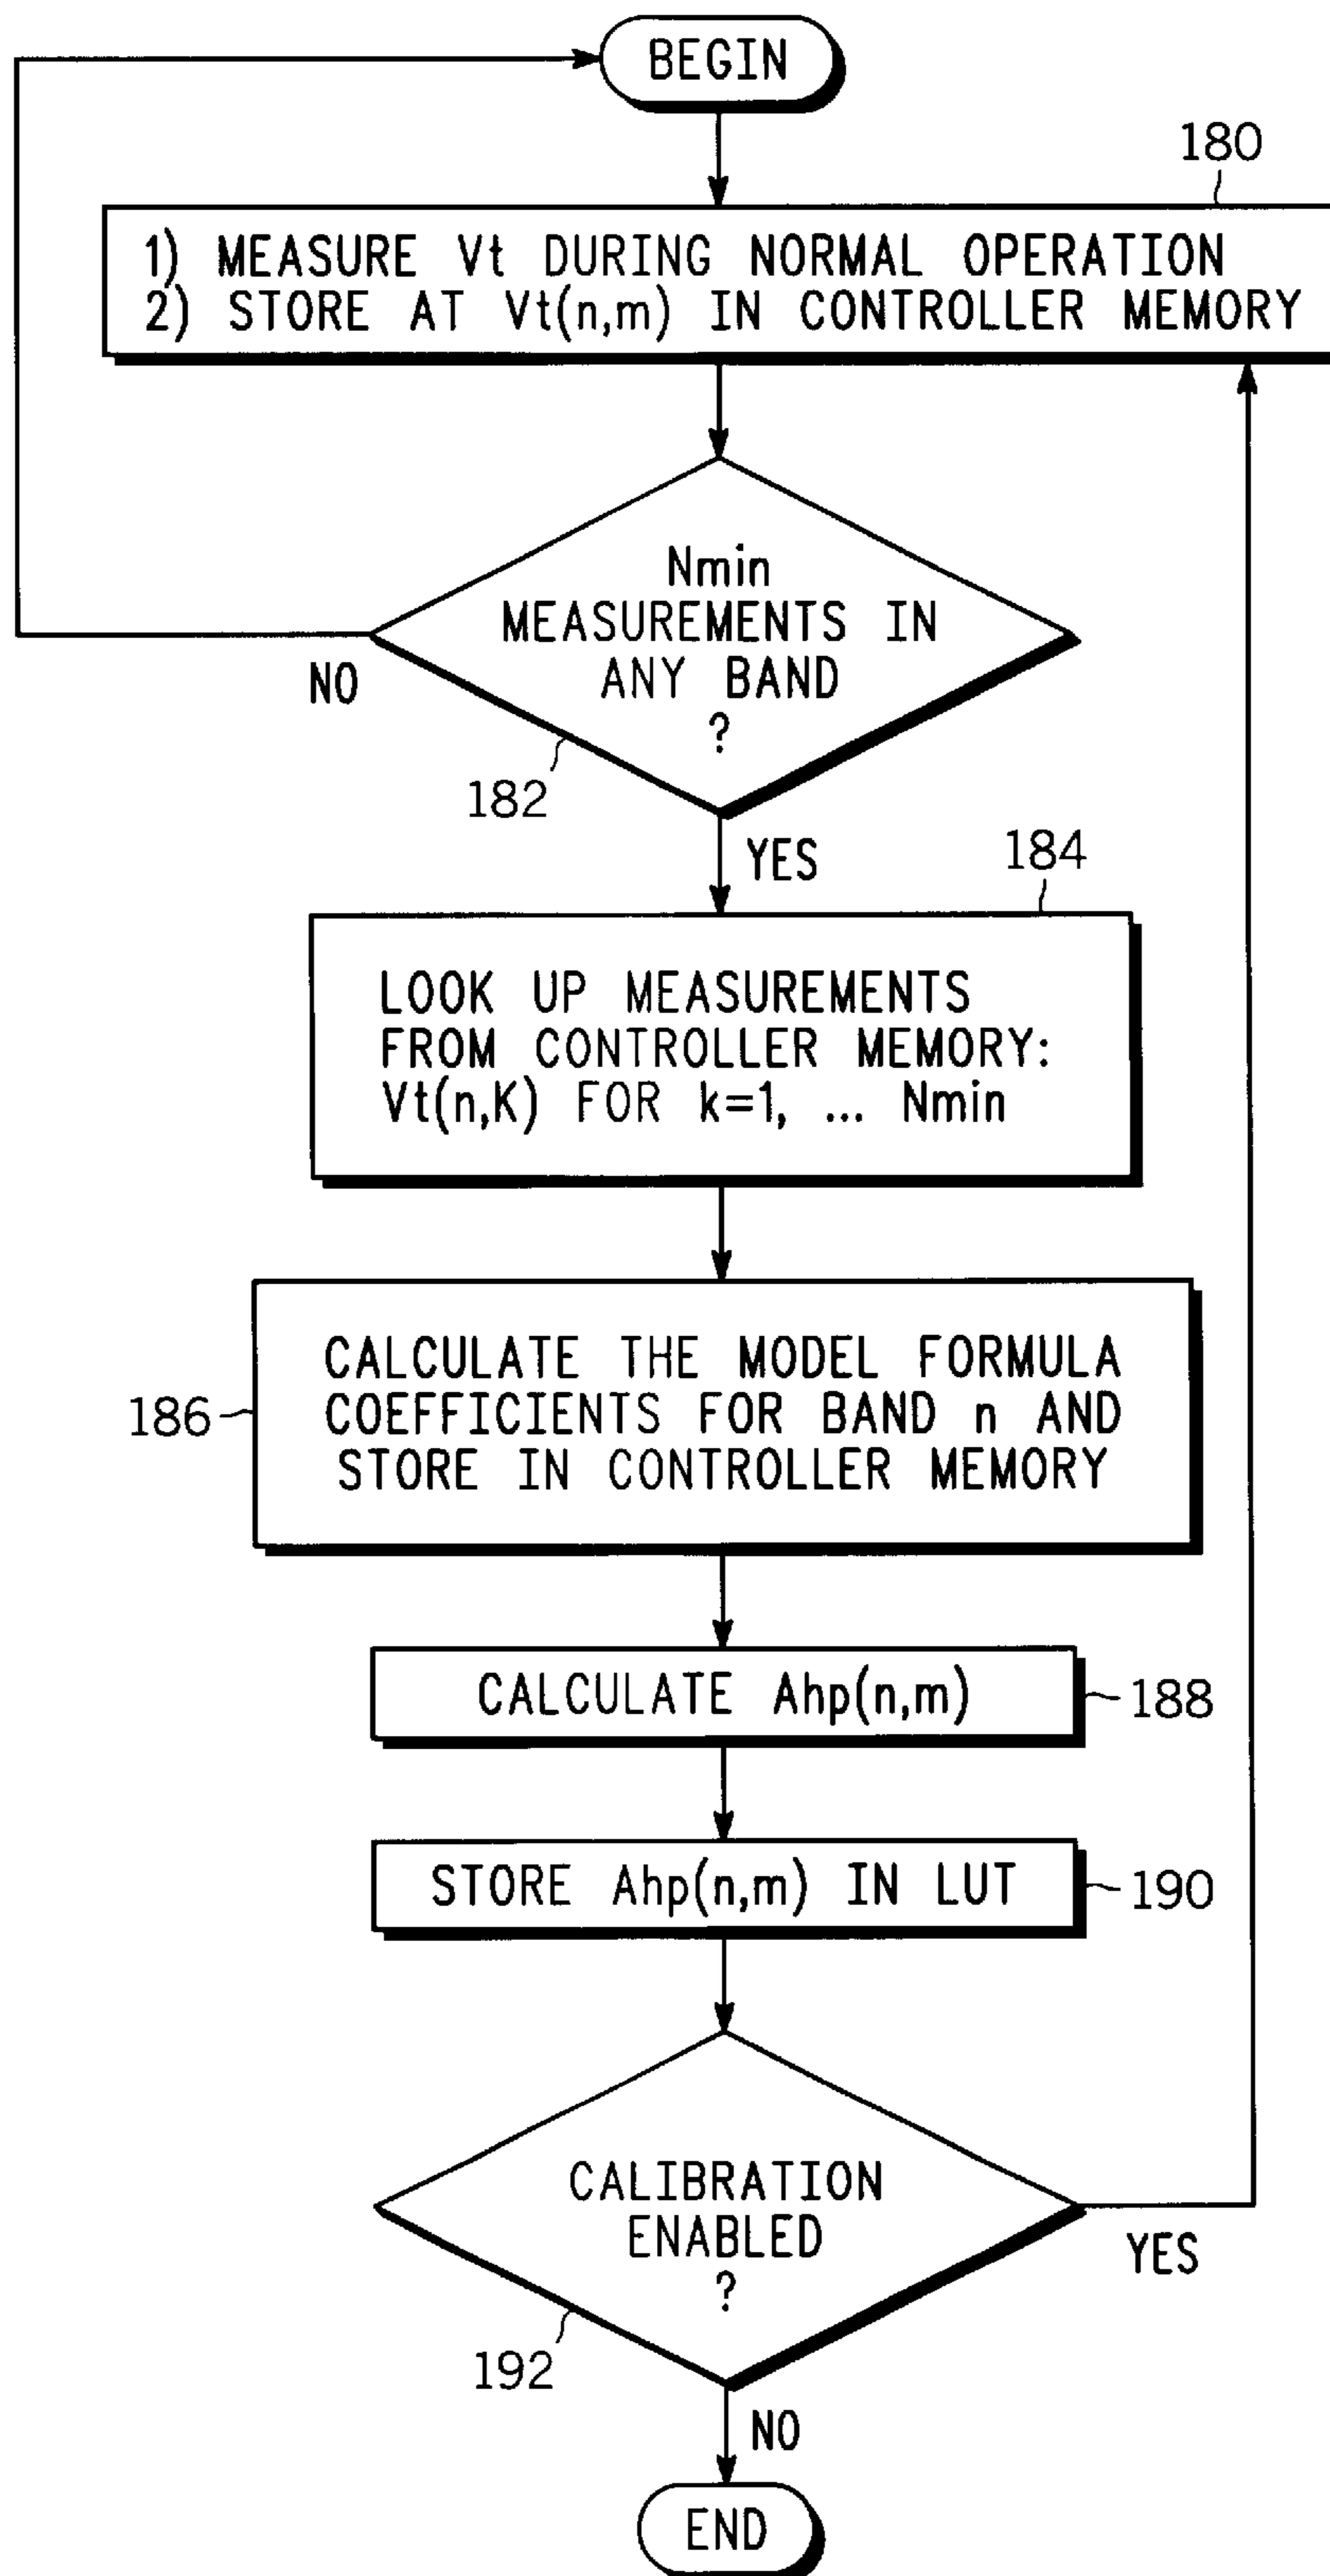 BEGIN
180
1) MEASURE Vt DURING NORMAL OPERATION
2) STORE AT Vt(n,m) IN CONTROLLER MEMORY
Nmin
MEASUREMENTS IN
ANY BAND
?
NO
182
YES
184
LOOK UP MEASUREMENTS
FROM CONTROLLER MEMORY:
Vt(n,K) FOR k=1, ... Nmin
CALCULATE THE MODEL FORMULA
COEFFICIENTS FOR BAND n AND
STORE IN CONTROLLER MEMORY
186
CALCULATE Ahp(n,m)
188
STORE Ahp(n,m) IN LUT
190
CALIBRATION
ENABLED
?
YES
192
NO
END